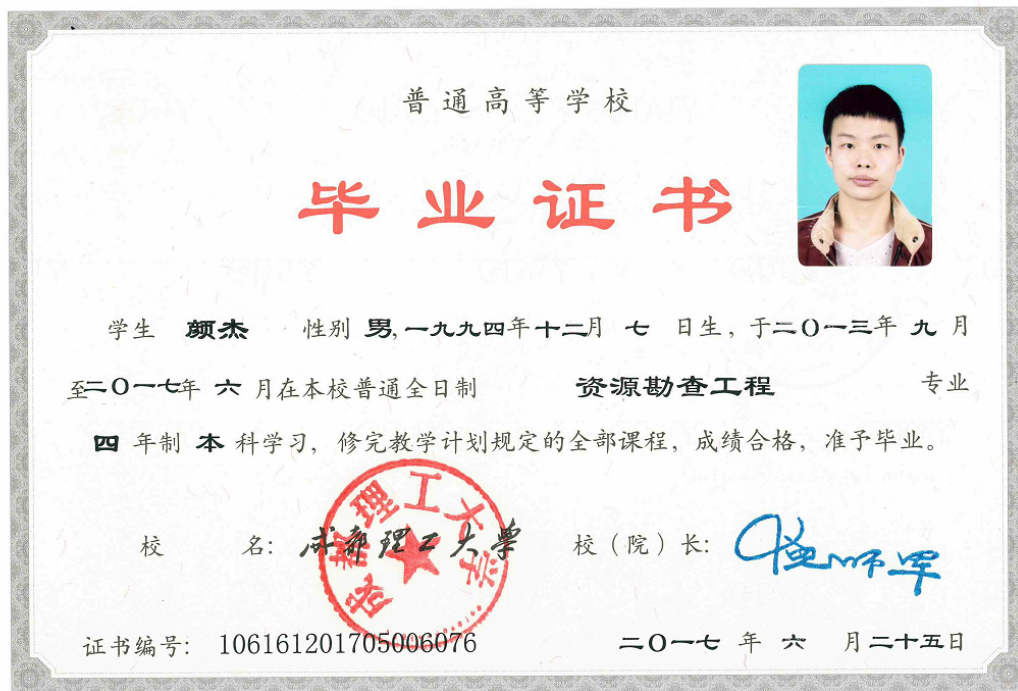 普通高等学校
毕业证书
学生 颜杰 性别 男,一九九四年十二月 七 日生，于二〇一三年 九 月
至二〇一七年 六 月在本校普通全日制 资源勘查工程 专业
四 年制 本 科学习，修完教学计划规定的全部课程，成绩合格，准予毕业。
成都理工大学
校 名：成都理工大学 校（院）长：
证书编号：106161201705006076 二〇一七 年 六 月二十五日